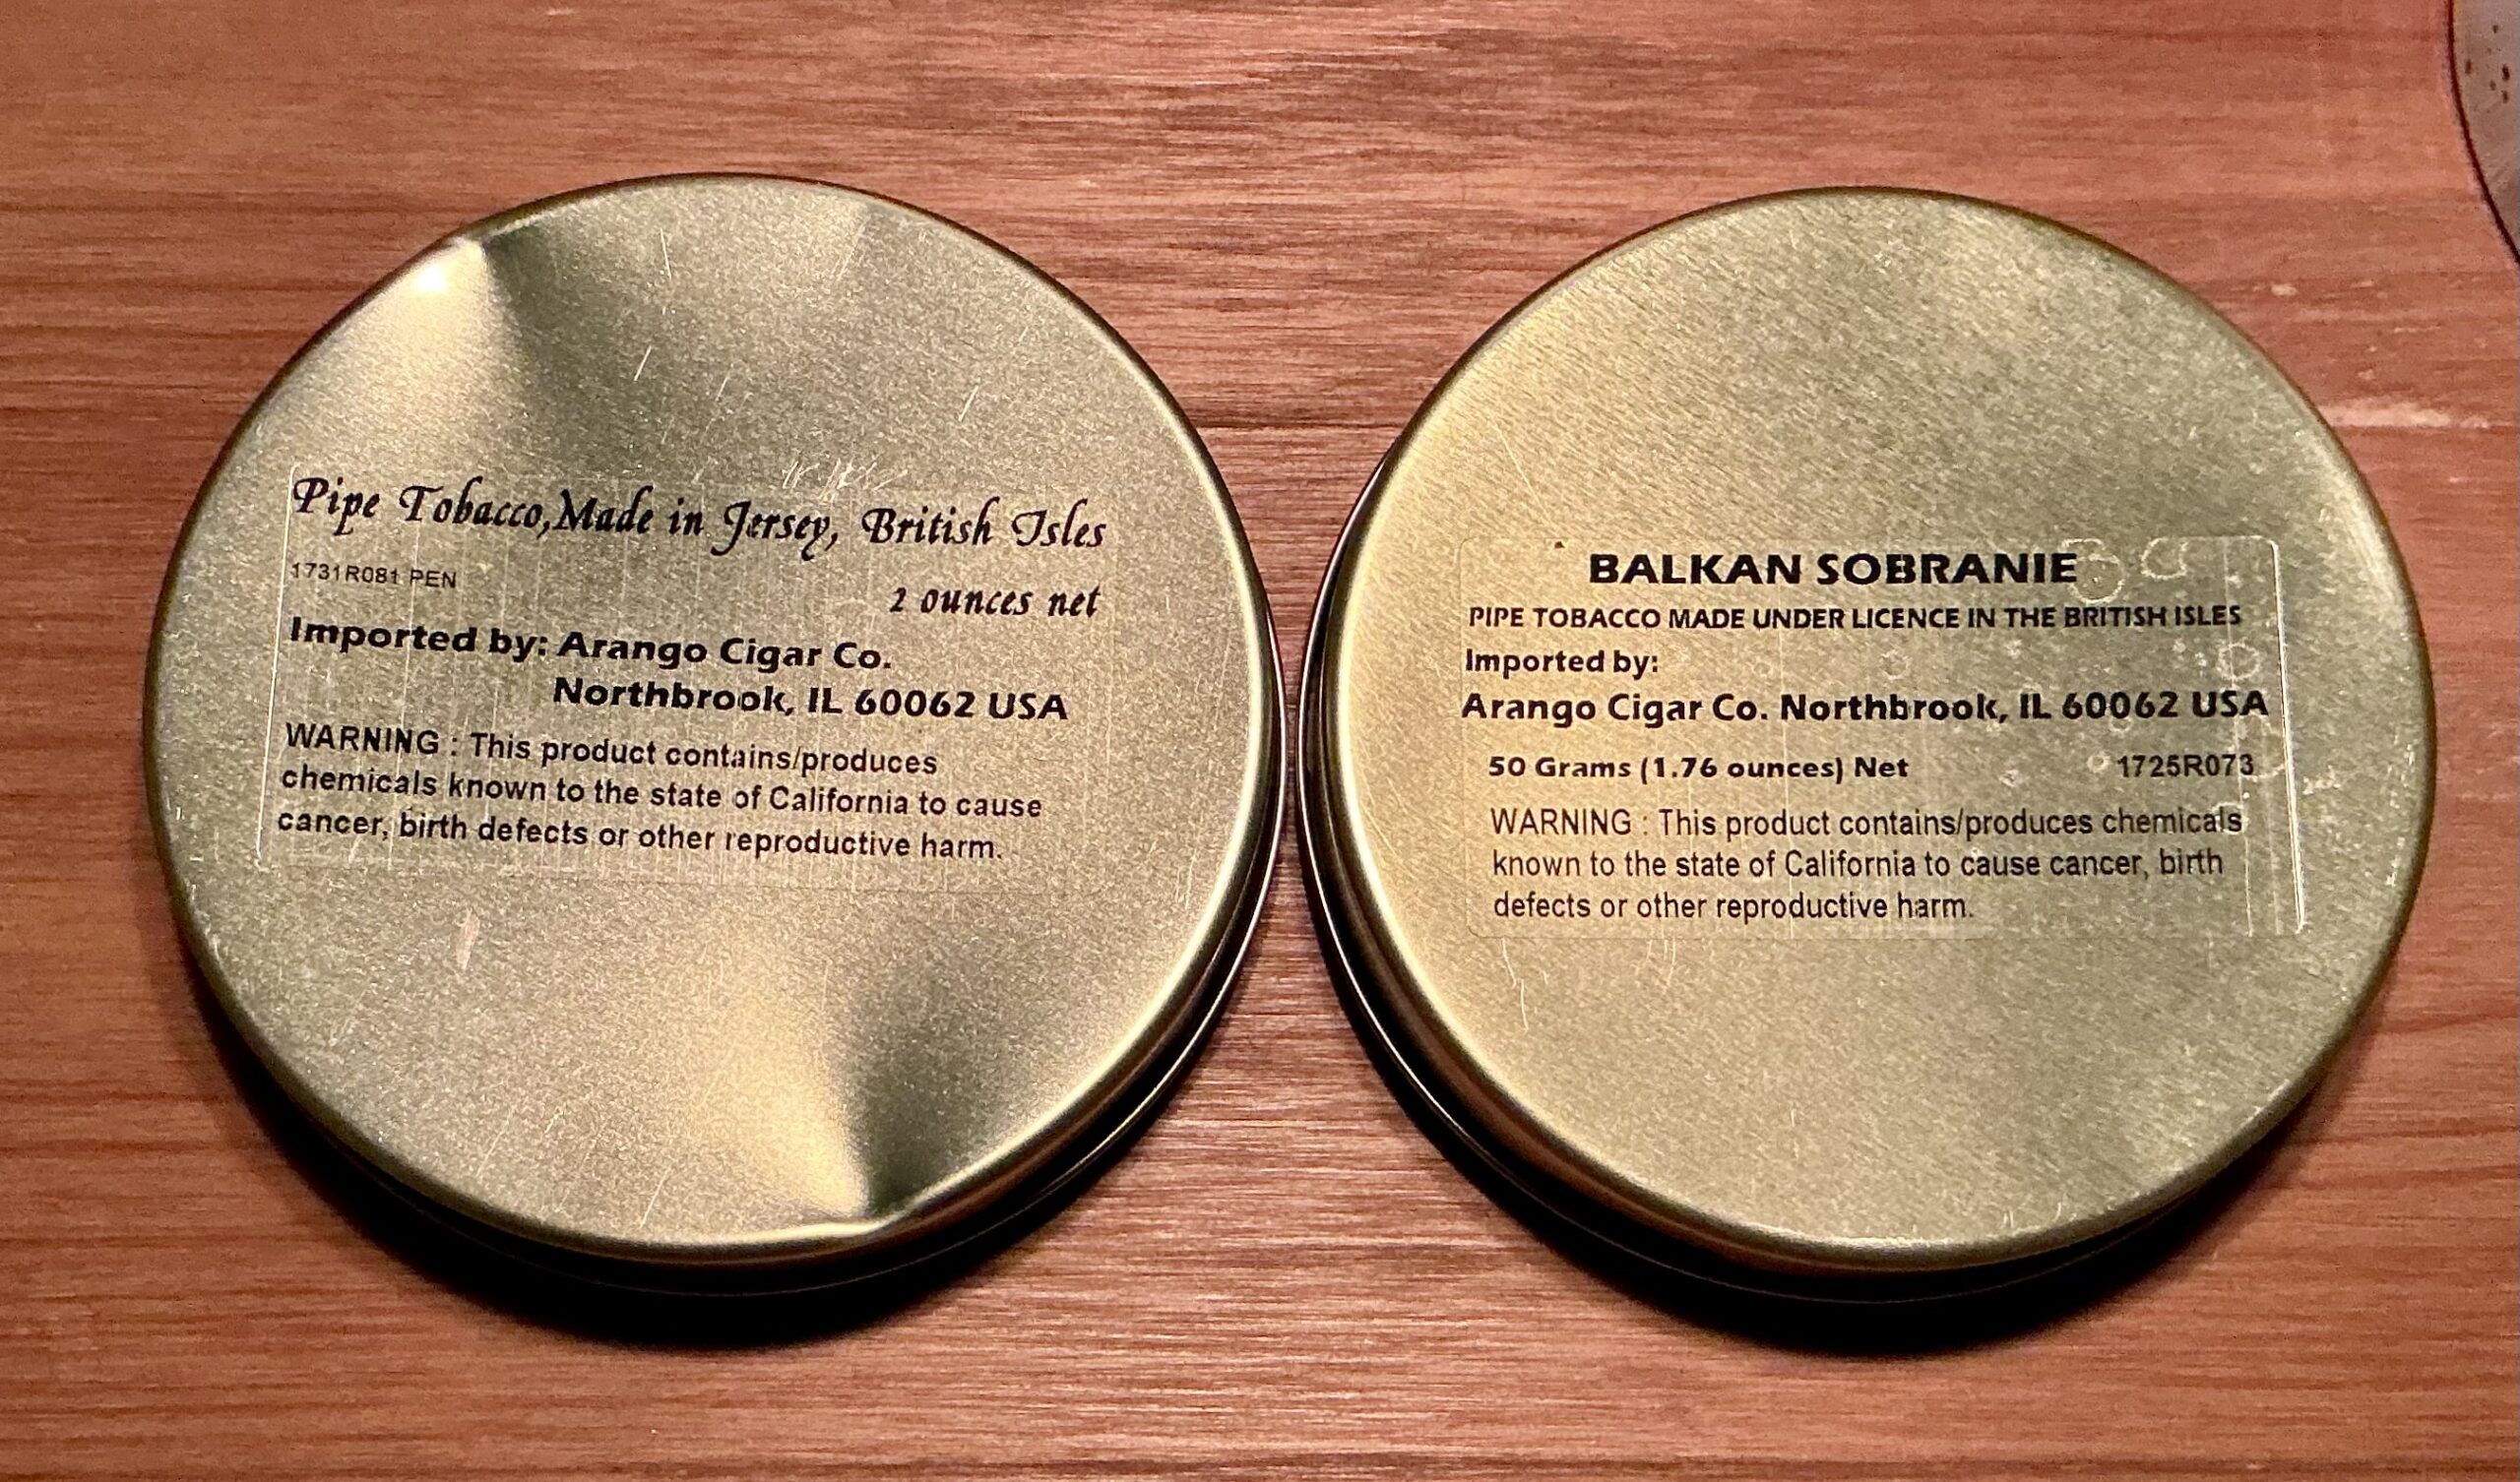 Pipe Tobacco,Made in Jersey, British Isles
1731R081 PEN
2 ounces net
Imported by: Arango Cigar Co.
Northbrook, IL 60062 USA
WARNING : This product contains/produces
chemicals known to the state of California to cause
cancer, birth defects or other reproductive harm.
BALKAN SOBRANIE
PIPE TOBACCO MADE UNDER LICENCE IN THE BRITISH ISLES
Imported by:
Arango Cigar Co. Northbrook, IL 60062 USA
50 Grams (1.76 ounces) Net 1725R073
WARNING : This product contains/produces chemicals
known to the state of California to cause cancer, birth
defects or other reproductive harm.